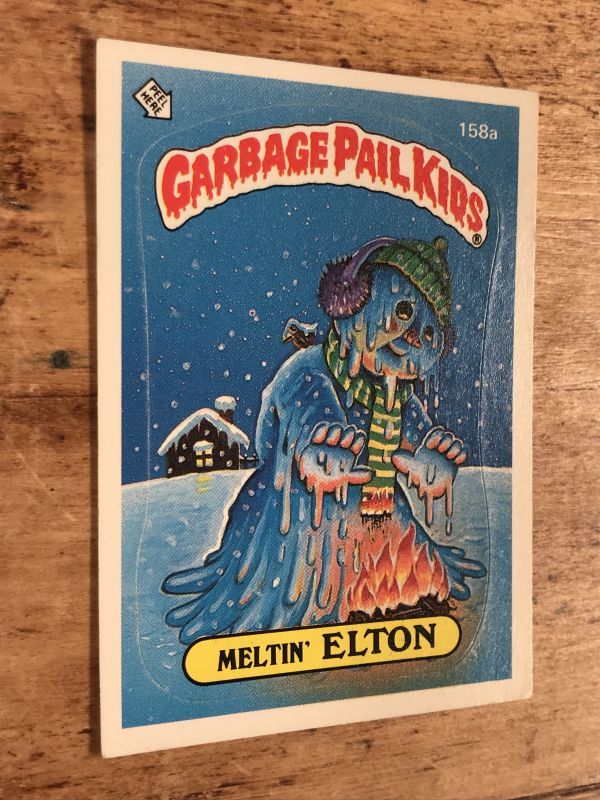 PEEL
HERE
158a
GARBAGE PAIL KIDS®
MELTIN' ELTON